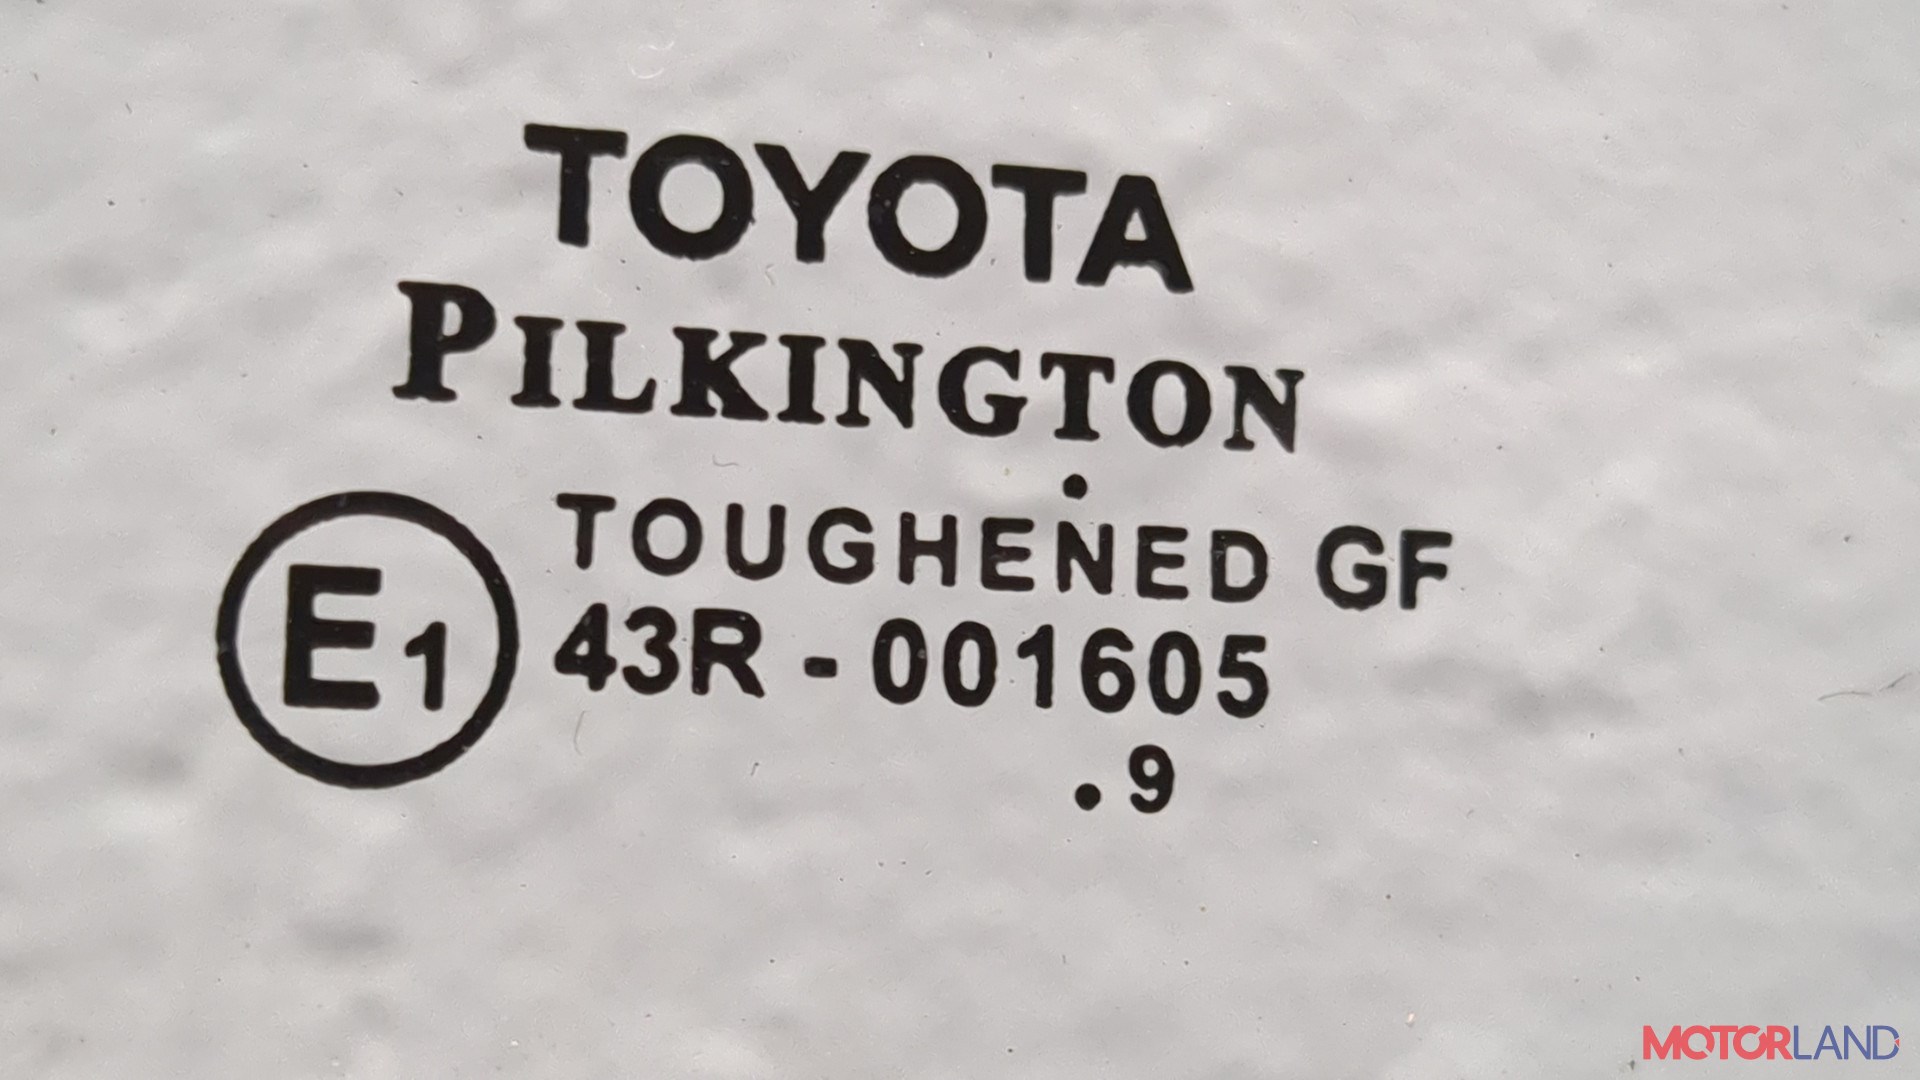 TOYOTA
PILKINGTON
.
TOUGHENED GF
E1
43R - 001605
.9
MOTORLAND